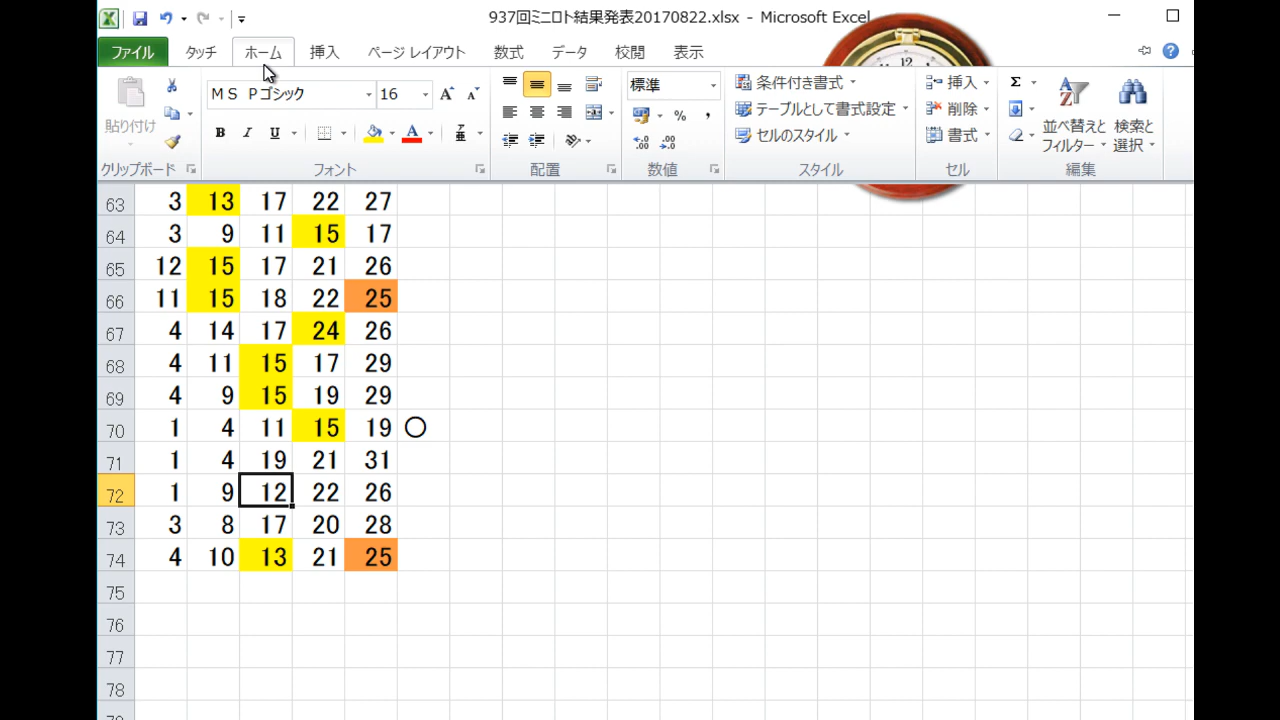 937回ミニロト結果発表20170822.xlsx - Microsoft Excel
ファイル タッチ ホーム 挿入 ページ レイアウト 数式 データ 校閲 表示
貼り付け
ＭＳ Ｐゴシック 16
B I U A 亜
標準
% ,
条件付き書式
テーブルとして書式設定
セルのスタイル
挿入
削除
書式
Σ
並べ替えと
フィルター
検索と
選択
クリップボード フォント 配置 数値 スタイル セル 編集
12
63 3 13 17 22 27
64 3 9 11 15 17
65 12 15 17 21 26
66 11 15 18 22 25
67 4 14 17 24 26
68 4 11 15 17 29
69 4 9 15 19 29
70 1 4 11 15 19 ○
71 1 4 19 21 31
72 1 9 12 22 26
73 3 8 17 20 28
74 4 10 13 21 25
75
76
77
78